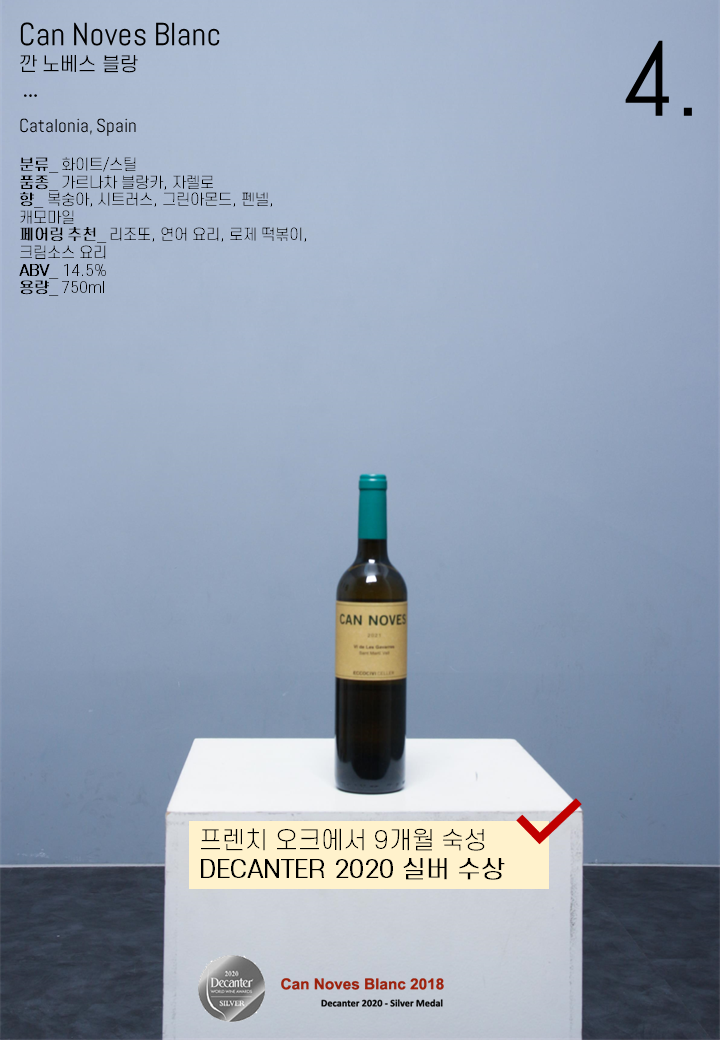 Can Noves Blanc
깐 노베스 블랑
...
4.
Catalonia, Spain
분류_ 화이트/스틸
품종_ 가르나차 블랑카, 쟈렐로
향_ 복숭아, 시트러스, 그린아몬드, 펜넬,
캐모마일
페어링 추천_ 리조또, 연어 요리, 로제 떡볶이,
크림소스 요리
ABV_ 14.5%
용량_ 750ml
CAN NOVES
2021
프렌치 오크에서 9개월 숙성
DECANTER 2020 실버 수상
2020
Decanter
WORLD WINE AWARDS
SILVER
Can Noves Blanc 2018
Decanter 2020 - Silver Medal